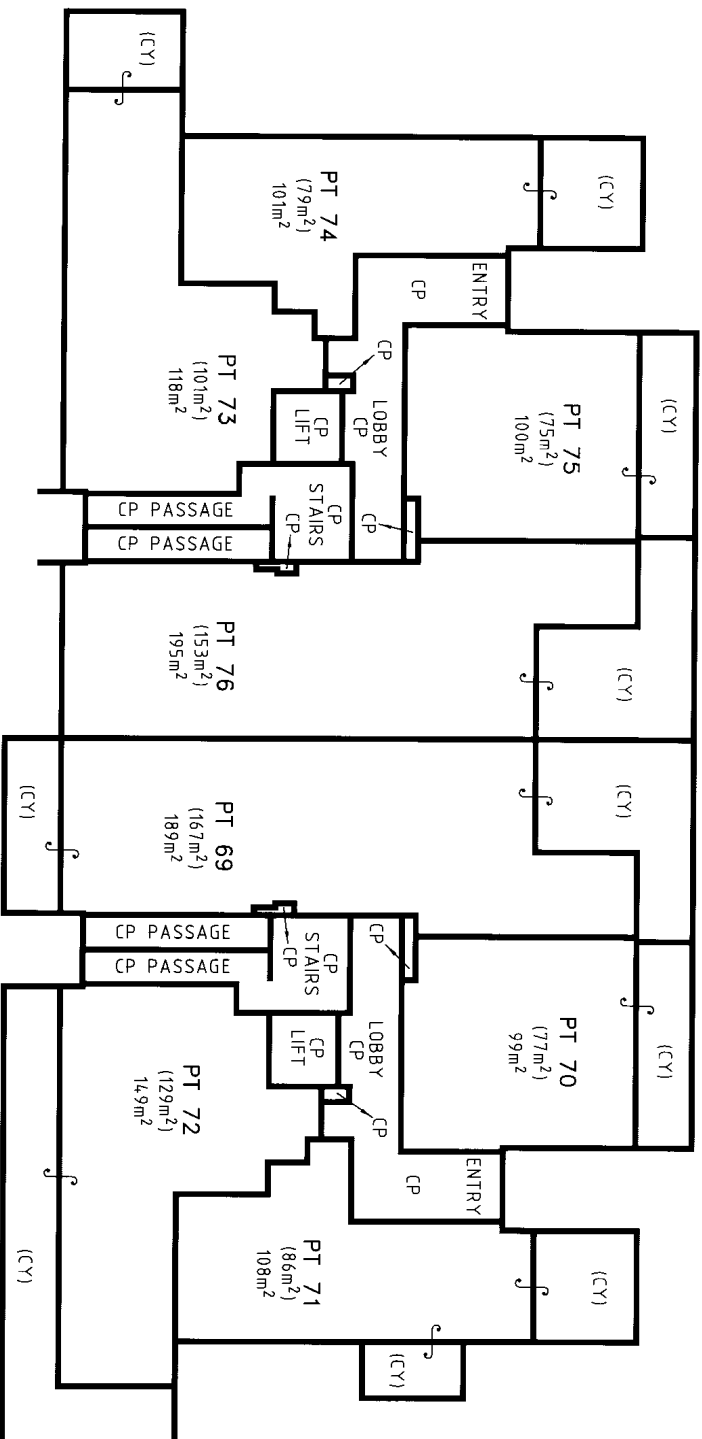 (CY)
PT 74
(79m²)
101m²
(CY)
ENTRY
CP
PT 73
(101m²)
118m²
CP
LOBBY
CP
CP
LIFT
PT 75
(75m²)
100m²
(CY)
CP
STAIRS
CP
CP
CP PASSAGE
CP PASSAGE
PT 76
(153m²)
195m²
(CY)
PT 69
(167m²)
189m²
(CY)
(CY)
CP PASSAGE
CP PASSAGE
CP
STAIRS
CP
CP
LOBBY
CP
CP
LIFT
CP
PT 70
(77m²)
99m²
(CY)
PT 72
(129m²)
149m²
ENTRY
CP
PT 71
(86m²)
108m²
(CY)
(CY)
(CY)